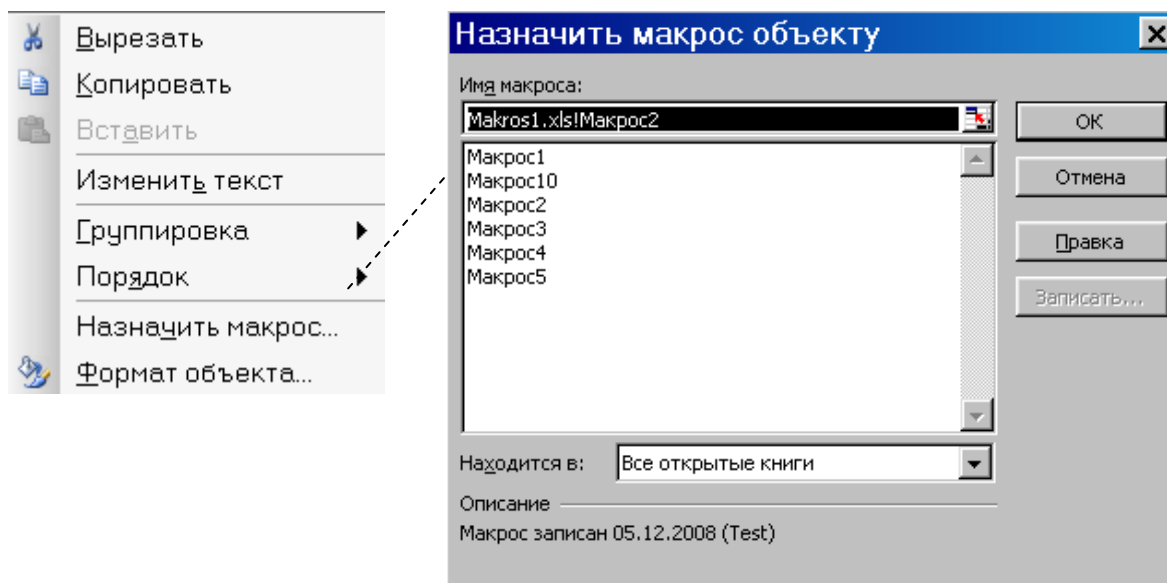 Вырезать
Копировать
Вставить
Изменить текст
Группировка
Порядок
Назначить макрос...
Формат объекта...
Назначить макрос объекту
Имя макроса:
Makros1.xls!Макрос2
Макрос1
Макрос10
Макрос2
Макрос3
Макрос4
Макрос5
Находится в: Все открытые книги
Описание
Макрос записан 05.12.2008 (Test)
ОК
Отмена
Правка
Записать...